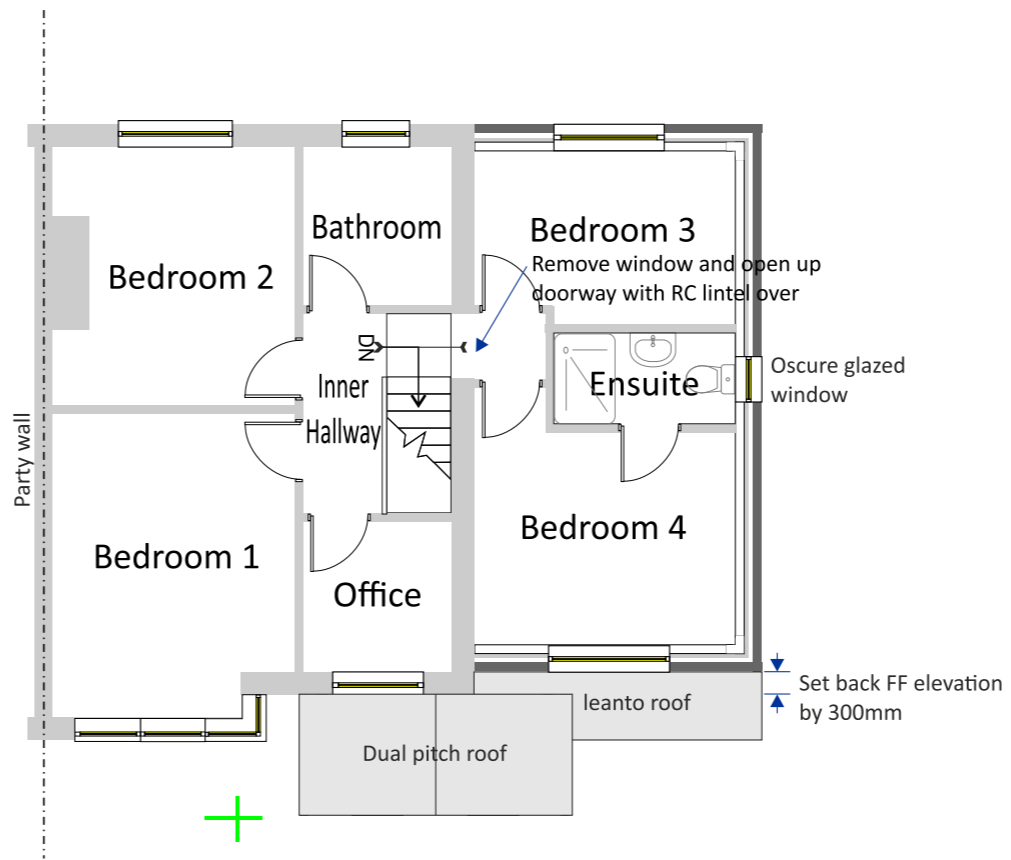 Bathroom
Bedroom 3
Bedroom 2
Remove window and open up
doorway with RC lintel over
DN
Inner
Hallway
Ensuite
Oscure glazed
window
Party wall
Bedroom 1
Bedroom 4
Office
leanto roof
Set back FF elevation
by 300mm
Dual pitch roof